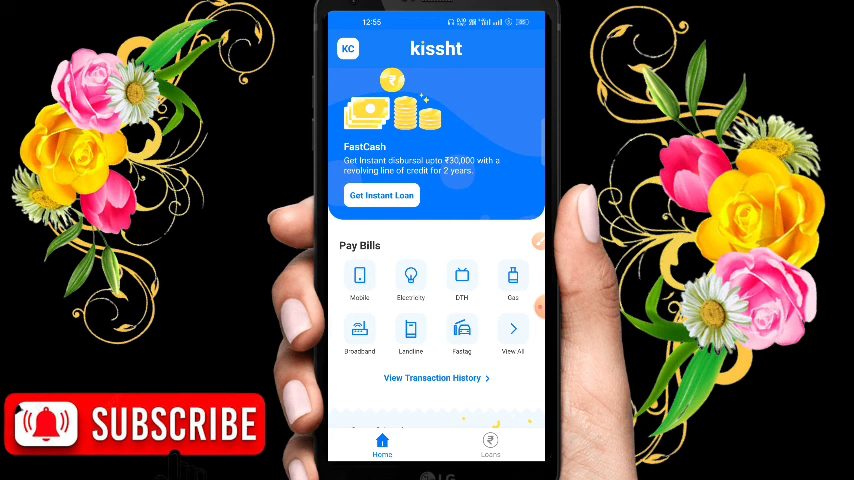 12:55
KC
kissht
FastCash
Get Instant disbursal upto ₹30,000 with a
revolving line of credit for 2 years.
Get Instant Loan
Pay Bills
Mobile
Electricity
DTH
Gas
Broadband
Landline
Fastag
View All
View Transaction History
Home
Loans
SUBSCRIBE
LG